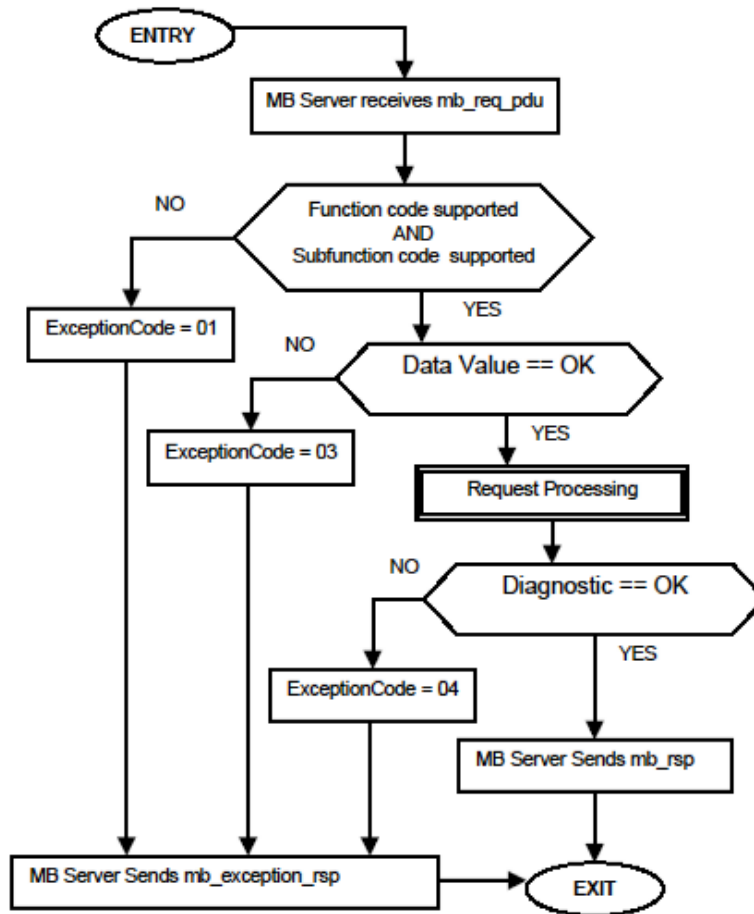 ENTRY
MB Server receives mb_req_pdu
NO
Function code supported
AND
Subfunction code supported
YES
ExceptionCode = 01
NO
Data Value == OK
YES
ExceptionCode = 03
Request Processing
NO
Diagnostic == OK
YES
ExceptionCode = 04
MB Server Sends mb_rsp
MB Server Sends mb_exception_rsp
EXIT